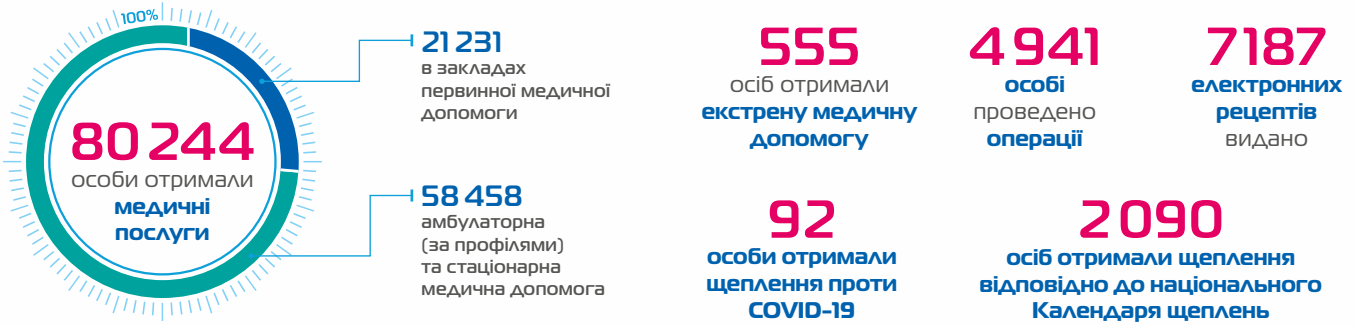 100%
80 244
особи отримали
медичні
послуги
21 231
в закладах
первинної медичної
допомоги
58 458
амбулаторна
(за профілями)
та стаціонарна
медична допомога
555
осіб отримали
екстрену медичну
допомогу
4 941
особі
проведено
операції
7187
електронних
рецептів
видано
92
особи отримали
щеплення проти
COVID-19
2 090
осіб отримали щеплення
відповідно до національного
Календаря щеплень